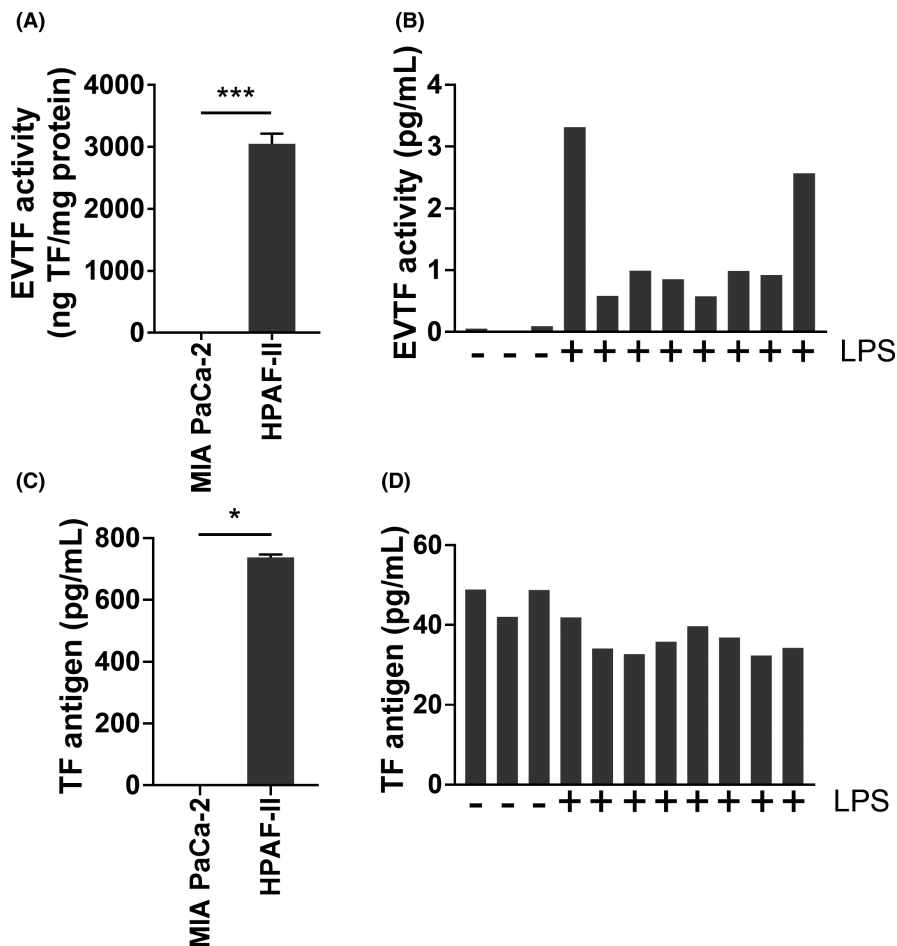 (A)
EVTF activity
(ng TF/mg protein)
4000
3000
2000
1000
0
***
MIA PaCa-2
HPAF-II
(B)
EVTF activity (pg/mL)
4
3
2
1
0
- - - + + + + + + + + LPS
(C)
TF antigen (pg/mL)
800
600
400
200
0
*
MIA PaCa-2
HPAF-II
(D)
TF antigen (pg/mL)
60
40
20
0
- - - + + + + + + + + LPS